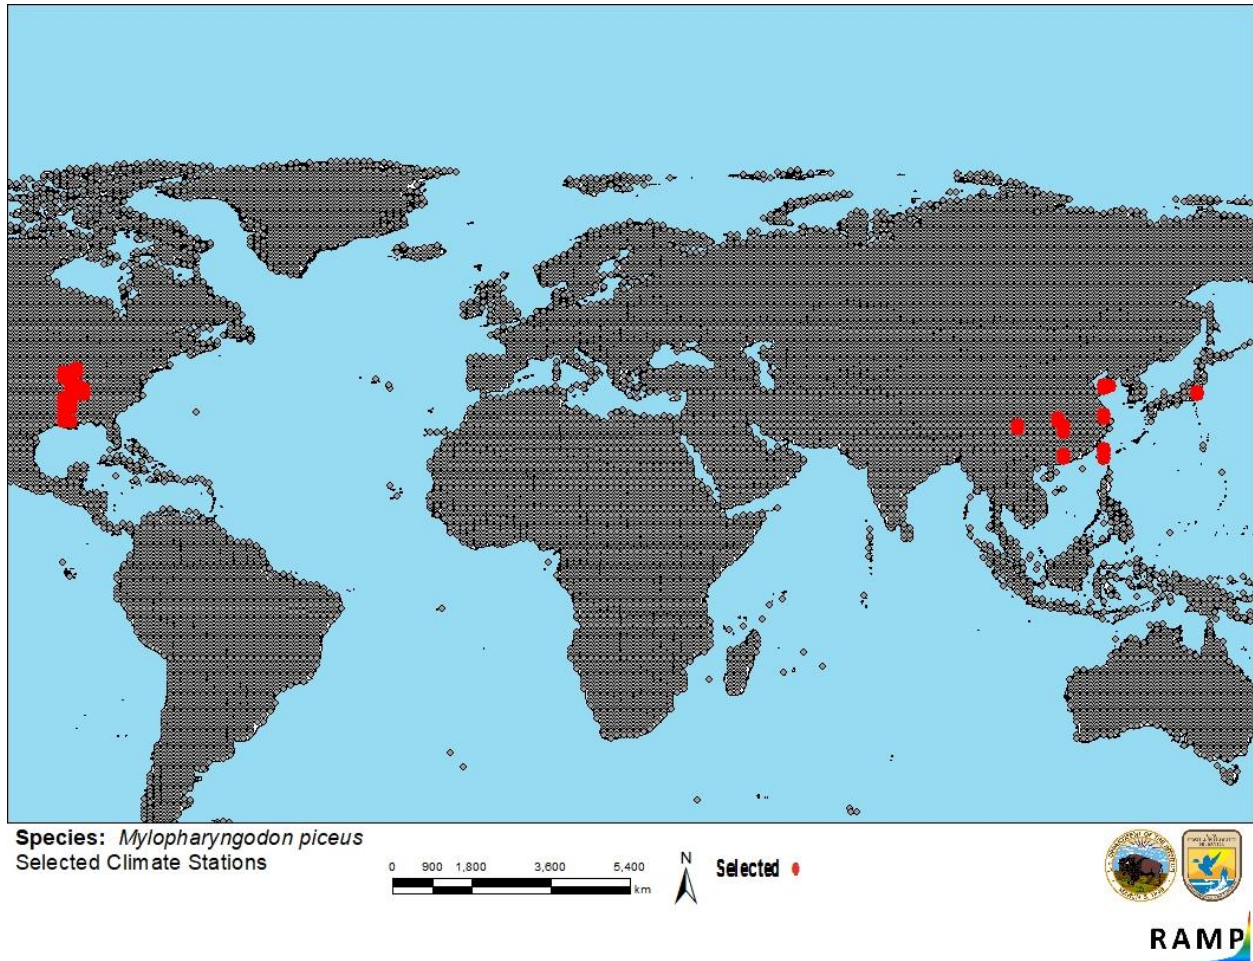 Species: Mylopharyngodon piceus
Selected Climate Stations
0 900 1,800 3,600 5,400
km
N
Selected
RAMP